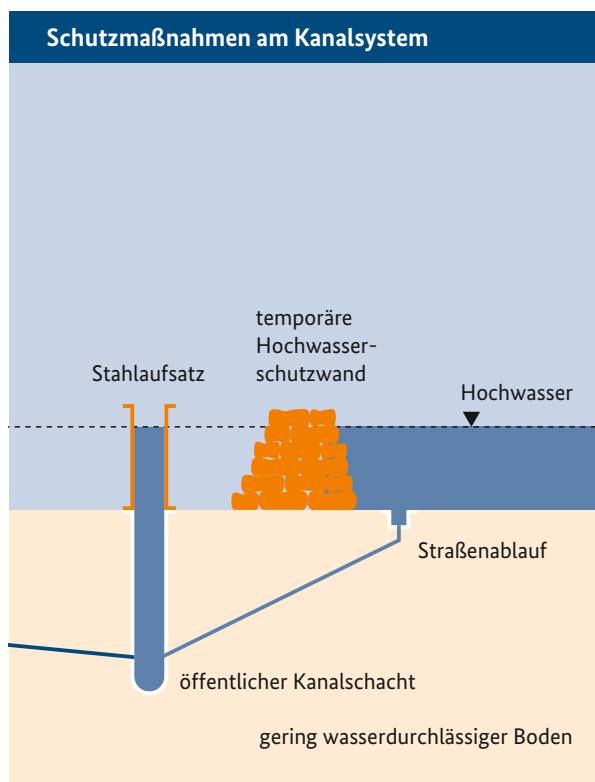 Schutzmaßnahmen am Kanalsystem
temporäre
Hochwasser-
schutzwand
Stahlaufsatz
Hochwasser
Straßenablauf
öffentlicher Kanalschacht
gering wasserdurchlässiger Boden